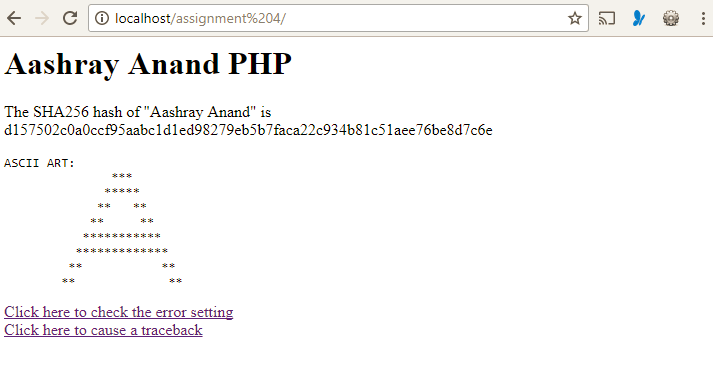 localhost/assignment%204/
Aashray Anand PHP
The SHA256 hash of "Aashray Anand" is
d157502c0a0ccf95aabc1d1ed98279eb5b7faca22c934b81c51aee76be8d7c6e
ASCII ART:
               ***
              *****
             **   **
            **     **
           ***********
          *************
         **           **
        **             **
Click here to check the error setting
Click here to cause a traceback